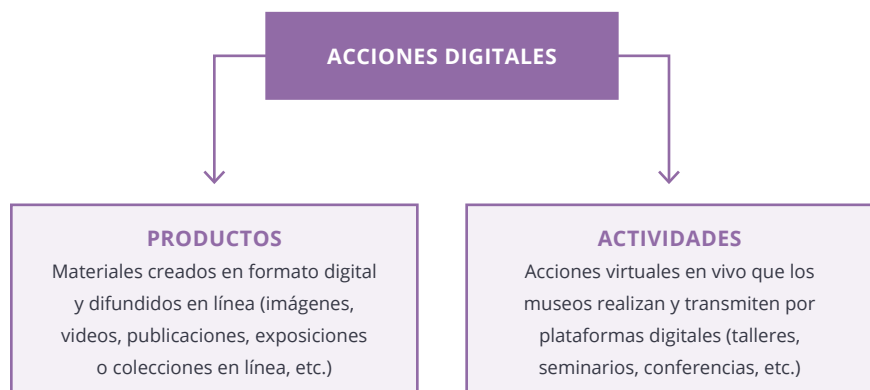 ACCIONES DIGITALES
PRODUCTOS
Materiales creados en formato digital
y difundidos en línea (imágenes,
videos, publicaciones, exposiciones
o colecciones en línea, etc.)
ACTIVIDADES
Acciones virtuales en vivo que los
museos realizan y transmiten por
plataformas digitales (talleres,
seminarios, conferencias, etc.)